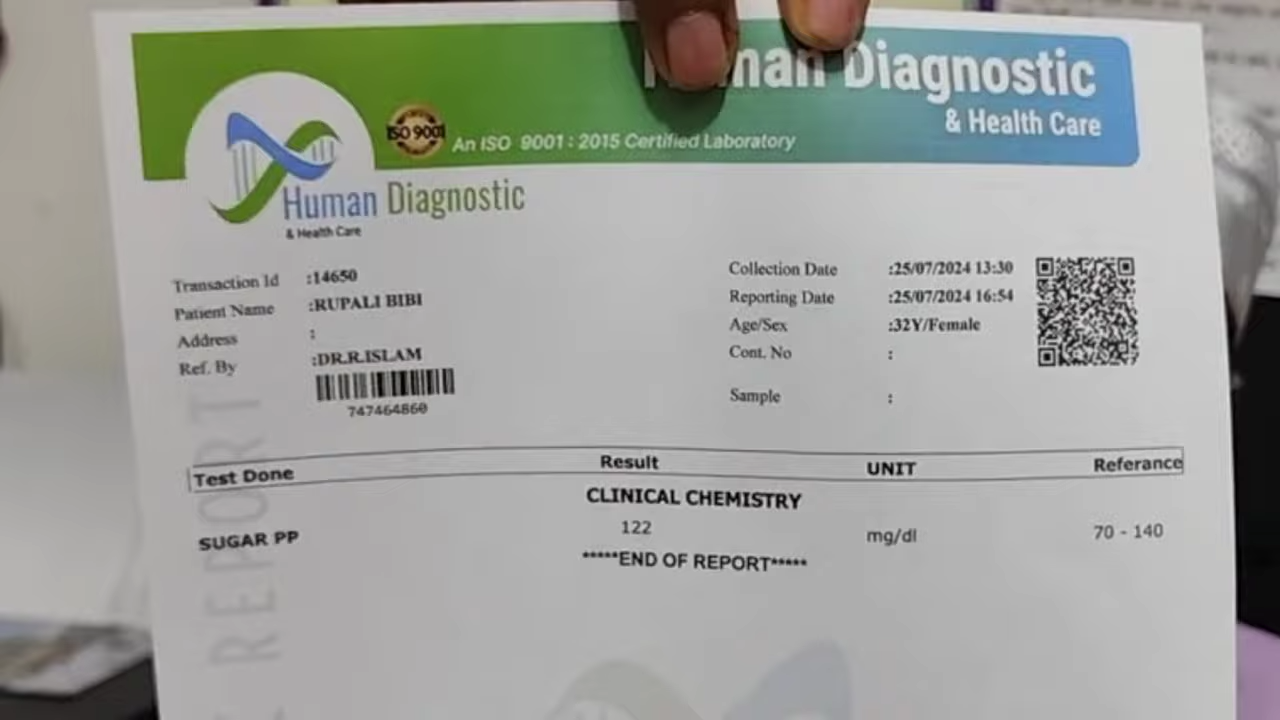 man Diagnostic
& Health Care
ISO 9001
An ISO 9001 : 2015 Certified Laboratory
Human Diagnostic
& Health Care
Transaction Id :14650
Patient Name :RUPALI BIBI
Address :
Ref. By :DR.R.ISLAM
747464860
Collection Date :25/07/2024 13:30
Reporting Date :25/07/2024 16:54
Age/Sex :32Y/Female
Cont. No :
Sample :
Test Done Result UNIT Referance
CLINICAL CHEMISTRY
SUGAR PP 122 mg/dl 70 - 140
*****END OF REPORT*****
REPORT
REPORT